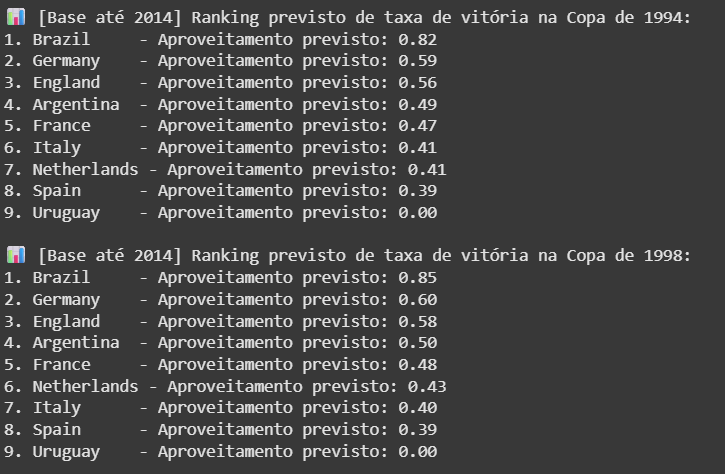 📊 [Base até 2014] Ranking previsto de taxa de vitória na Copa de 1994:
1. Brazil - Aproveitamento previsto: 0.82
2. Germany - Aproveitamento previsto: 0.59
3. England - Aproveitamento previsto: 0.56
4. Argentina - Aproveitamento previsto: 0.49
5. France - Aproveitamento previsto: 0.47
6. Italy - Aproveitamento previsto: 0.41
7. Netherlands - Aproveitamento previsto: 0.41
8. Spain - Aproveitamento previsto: 0.39
9. Uruguay - Aproveitamento previsto: 0.00
📊 [Base até 2014] Ranking previsto de taxa de vitória na Copa de 1998:
1. Brazil - Aproveitamento previsto: 0.85
2. Germany - Aproveitamento previsto: 0.60
3. England - Aproveitamento previsto: 0.58
4. Argentina - Aproveitamento previsto: 0.50
5. France - Aproveitamento previsto: 0.48
6. Netherlands - Aproveitamento previsto: 0.43
7. Italy - Aproveitamento previsto: 0.40
8. Spain - Aproveitamento previsto: 0.39
9. Uruguay - Aproveitamento previsto: 0.00